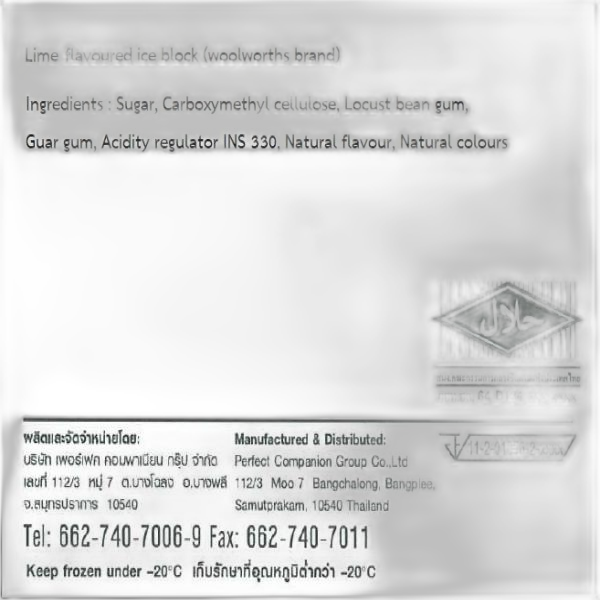 Lime flavoured ice block (woolworths brand)
Ingredients : Sugar, Carboxymethyl cellulose, Locust bean gum,
Guar gum, Acidity regulator INS 330, Natural flavour, Natural colours
حلال
ผลิตและจัดจำหน่ายโดย:
บริษัท เพอร์เฟค คอมพาเนียน กรุ๊ป จำกัด
เลขที่ 112/3 หมู่ 7 ต.บางโฉลง อ.บางพลี
จ.สมุทรปราการ 10540
Manufactured & Distributed:
Perfect Companion Group Co.,Ltd
112/3 Moo 7 Bangchalong, Bangplee,
Samutprakarn, 10540 Thailand
Tel: 662-740-7006-9 Fax: 662-740-7011
Keep frozen under -20°C เก็บรักษาที่อุณหภูมิต่ำกว่า -20°C